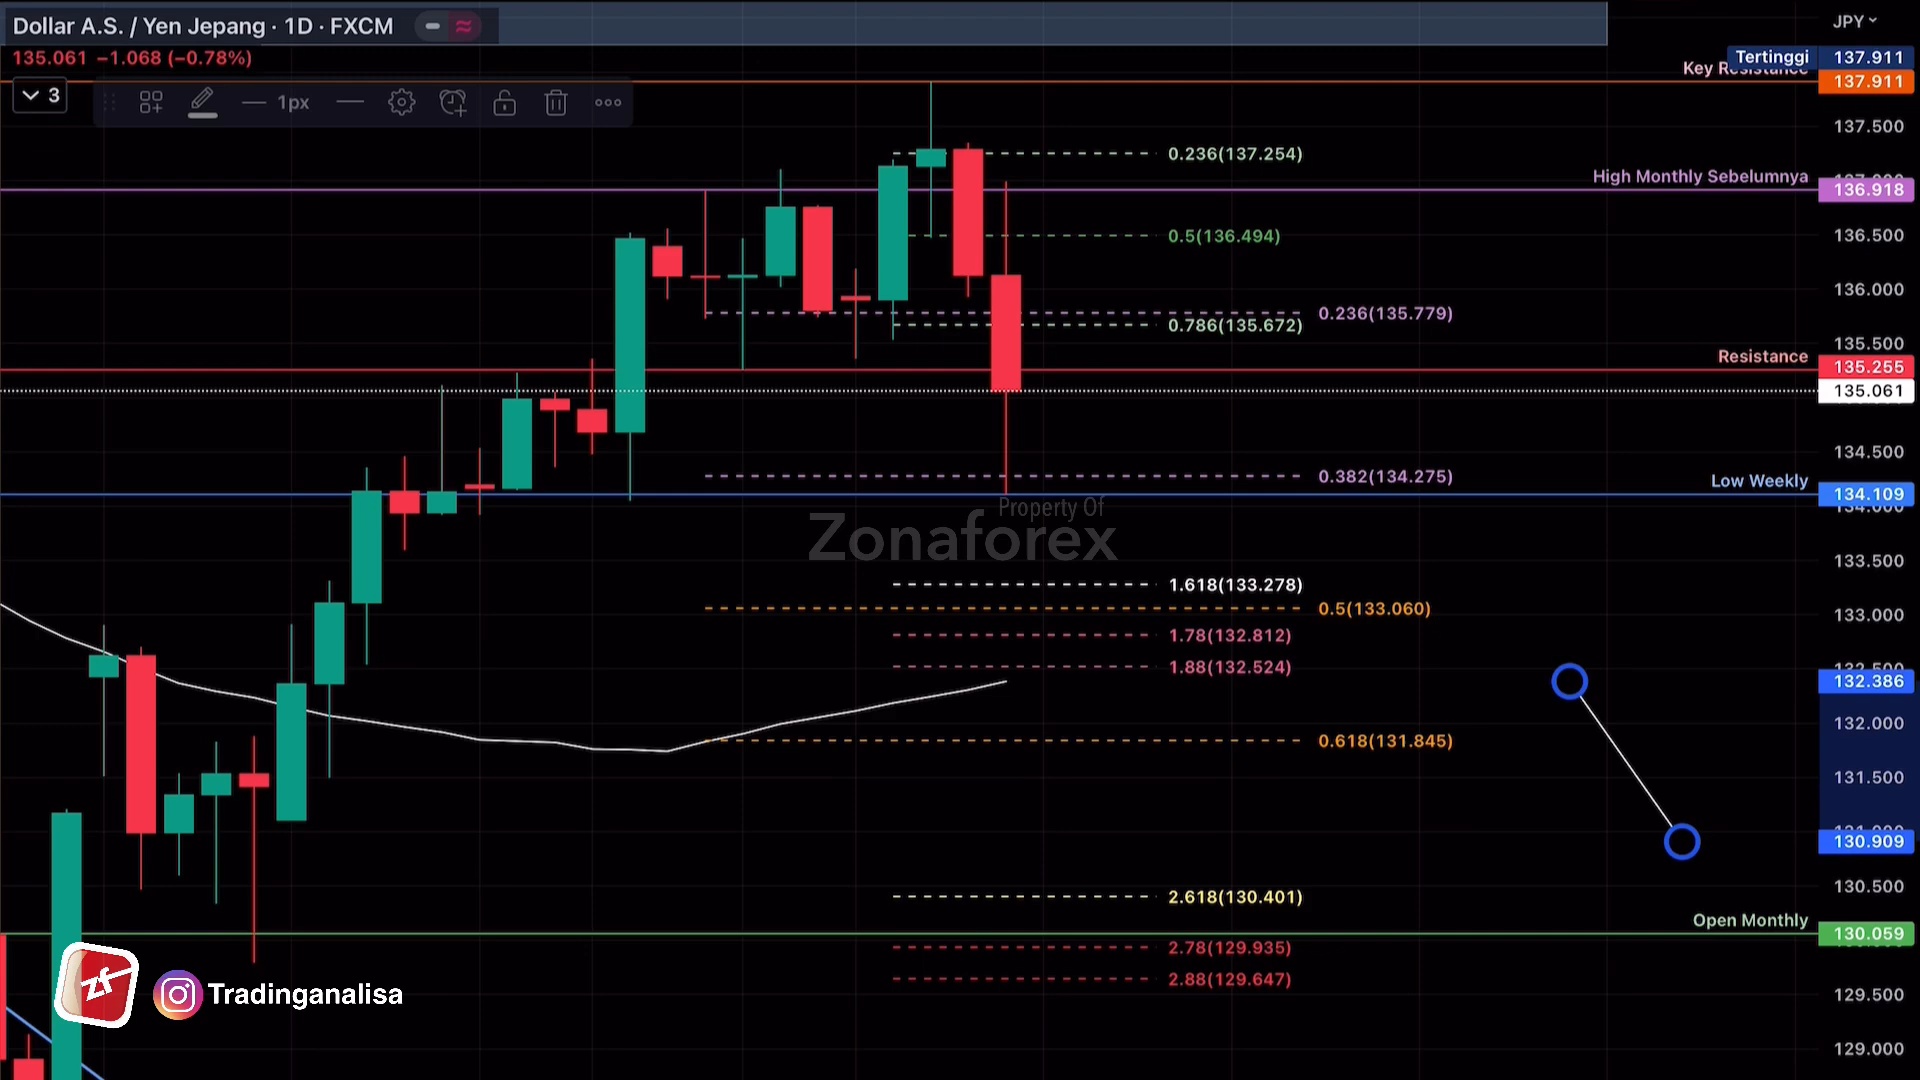 Dollar A.S. / Yen Jepang · 1D · FXCM
JPY
135.061 −1.068 (−0.78%)
Tertinggi 137.911
Key Resistance 137.911
3
1px
137.500
0.236(137.254)
High Monthly Sebelumnya 136.918
0.5(136.494) 136.500
136.000
0.236(135.779)
0.786(135.672)
135.500
Resistance 135.255
135.061
134.500
0.382(134.275)
Low Weekly 134.109
134.000
Property Of
Zonaforex
133.500
1.618(133.278)
0.5(133.060) 133.000
1.78(132.812)
1.88(132.524) 132.500
132.386
132.000
0.618(131.845)
131.500
130.909
2.618(130.401) 130.500
Open Monthly 130.059
2.78(129.935)
2.88(129.647)
zf Tradinganalisa 129.500
129.000